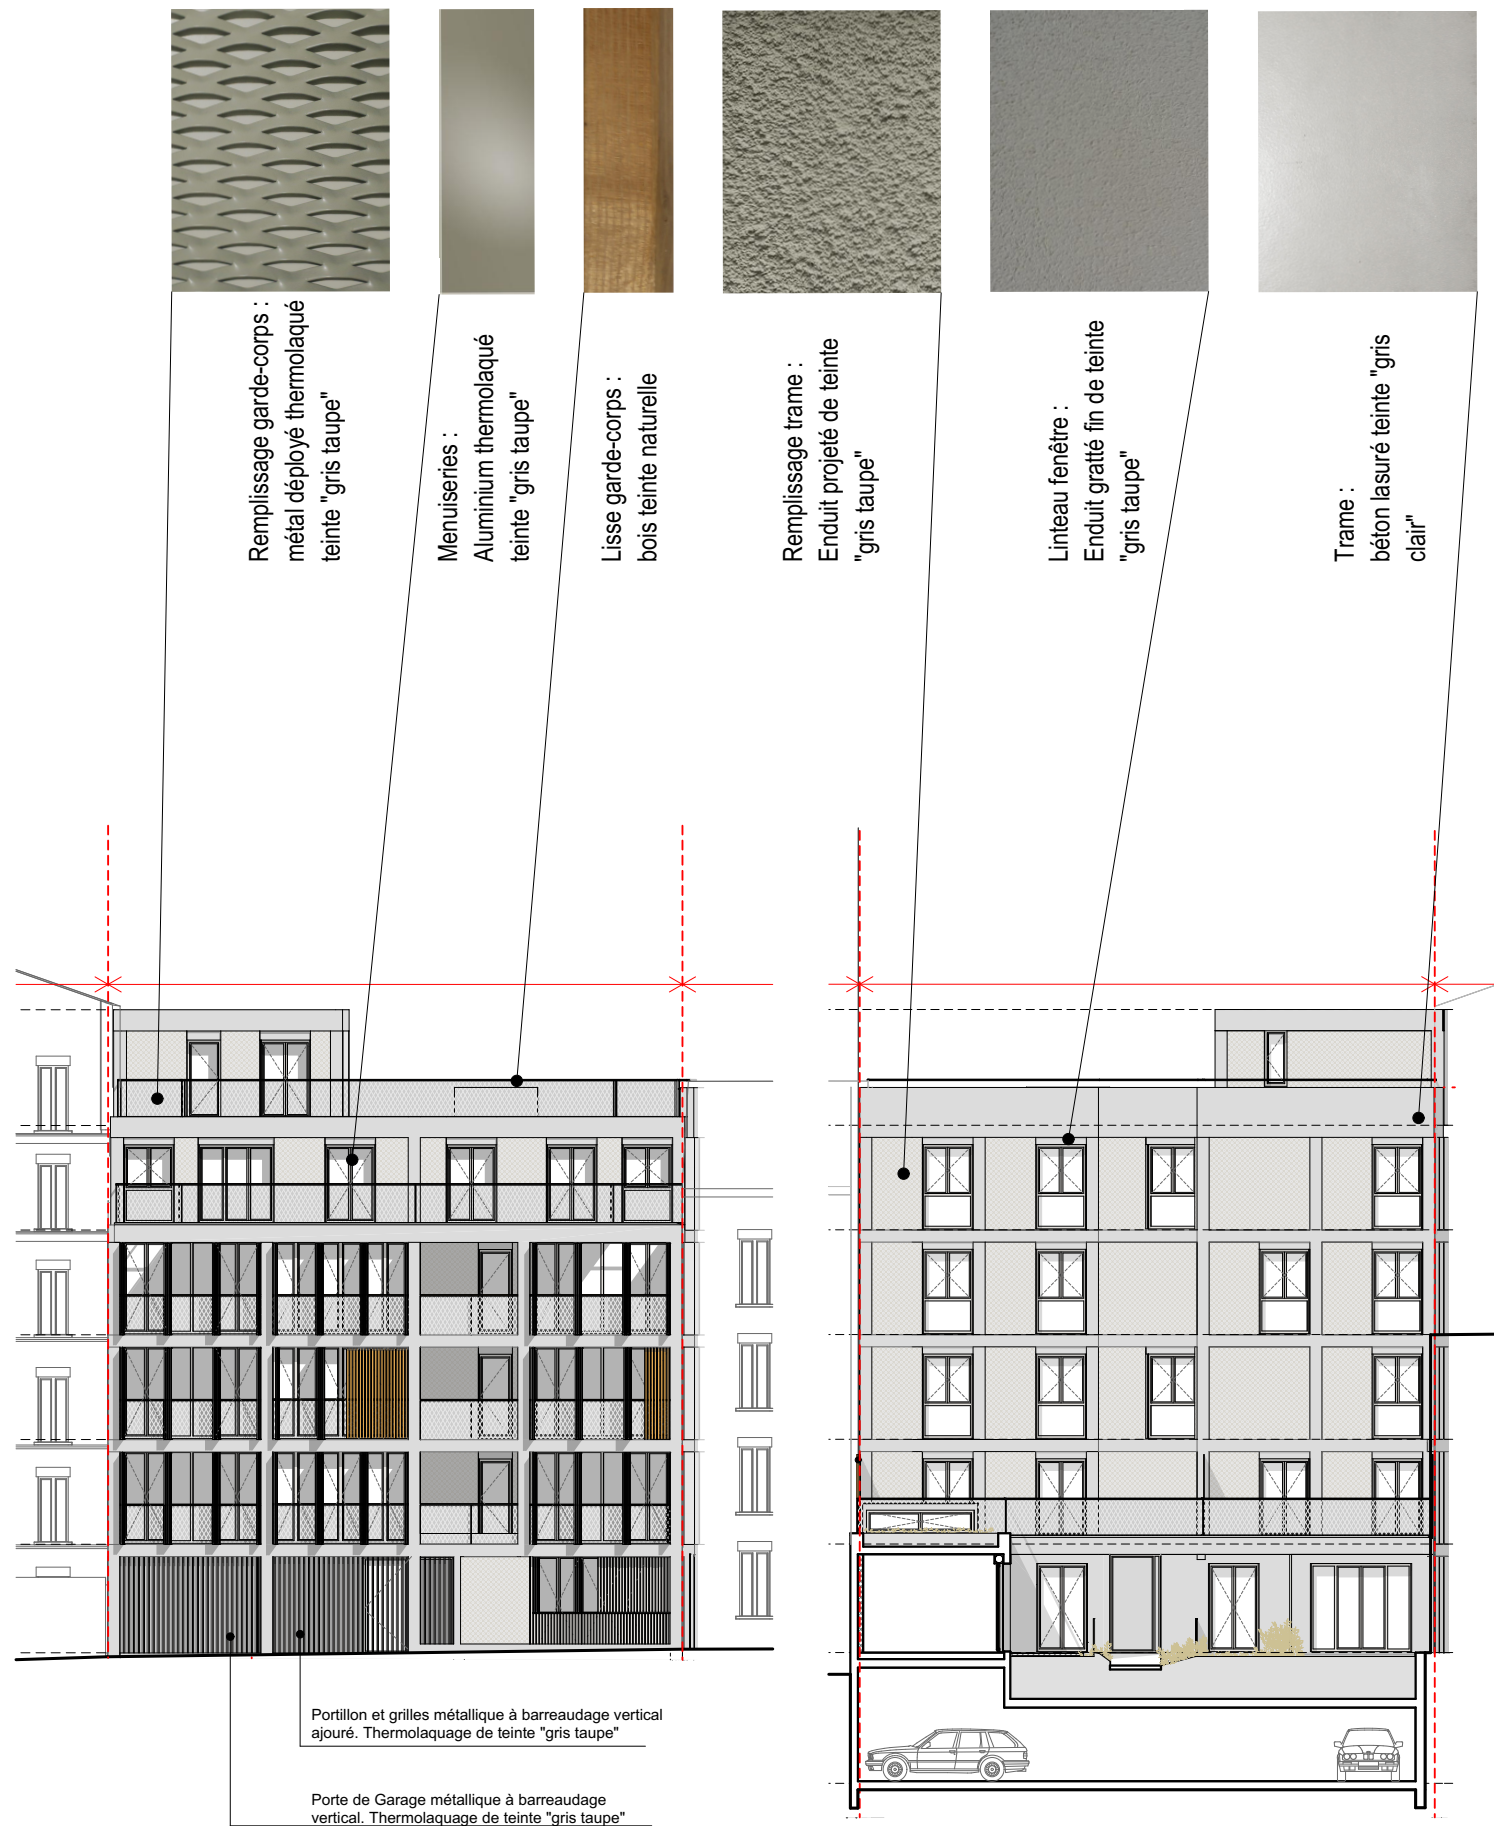 Remplissage garde-corps :
métal déployé thermolaqué
teinte "gris taupe"
Menuiseries :
Aluminium thermolaqué
teinte "gris taupe"
Lisse garde-corps :
bois teinte naturelle
Remplissage trame :
Enduit projeté de teinte
"gris taupe"
Linteau fenêtre :
Enduit gratté fin de teinte
"gris taupe"
Trame :
béton lasuré teinte "gris
clair"
Portillon et grilles métallique à barreaudage vertical
ajouré. Thermolaquage de teinte "gris taupe"
Porte de Garage métallique à barreaudage
vertical. Thermolaquage de teinte "gris taupe"